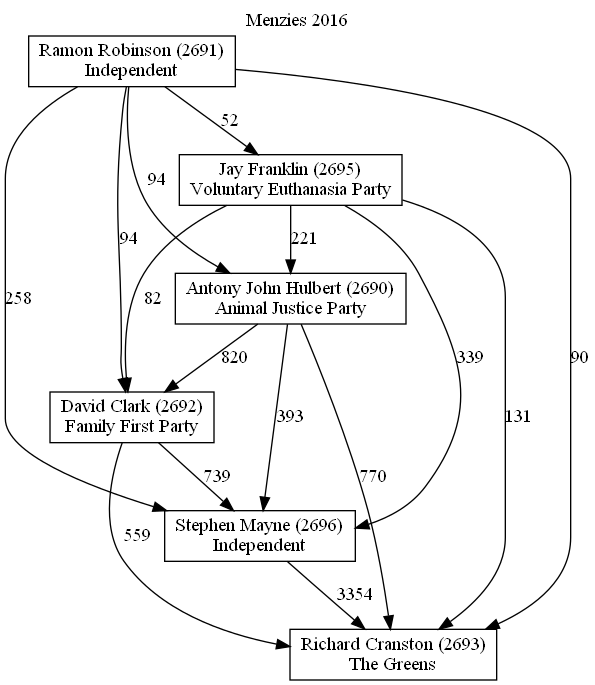 Menzies 2016
Ramon Robinson (2691)
Independent
52
Jay Franklin (2695)
Voluntary Euthanasia Party
94
94
221
82
258
Antony John Hulbert (2690)
Animal Justice Party
820
339
90
David Clark (2692)
Family First Party
393
131
739
770
Stephen Mayne (2696)
Independent
559
3354
Richard Cranston (2693)
The Greens